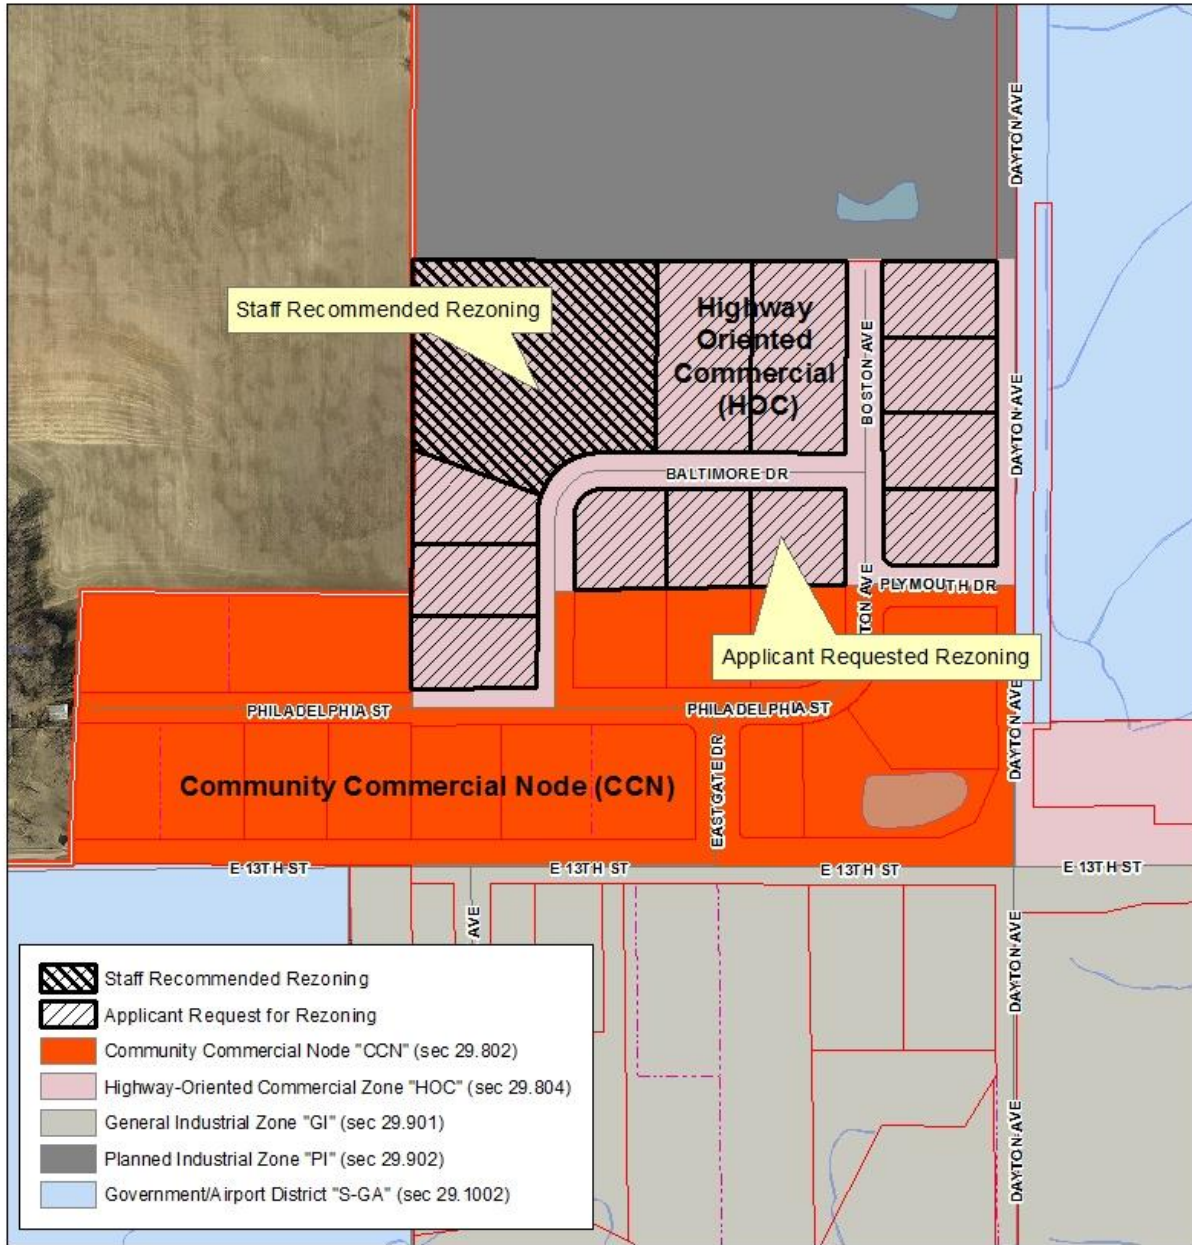 DAYTON AVE
Staff Recommended Rezoning
Highway
Oriented
Commercial
(HOC)
BOSTON AVE
DAYTON AVE
BALTIMORE DR
PLYMOUTH DR
TON AVE
Applicant Requested Rezoning
PHILADELPHIA ST
PHILADELPHIA ST
DAYTON AVE
EASTGATE DR
Community Commercial Node (CCN)
E 13TH ST
E 13TH ST
E 13TH ST
E 13TH ST
AVE
DAYTON AVE
Staff Recommended Rezoning
Applicant Request for Rezoning
Community Commercial Node "CCN" (sec 29.802)
Highway-Oriented Commercial Zone "HOC" (sec 29.804)
General Industrial Zone "GI" (sec 29.901)
Planned Industrial Zone "PI" (sec 29.902)
Government/Airport District "S-GA" (sec 29.1002)
DAYTON AVE